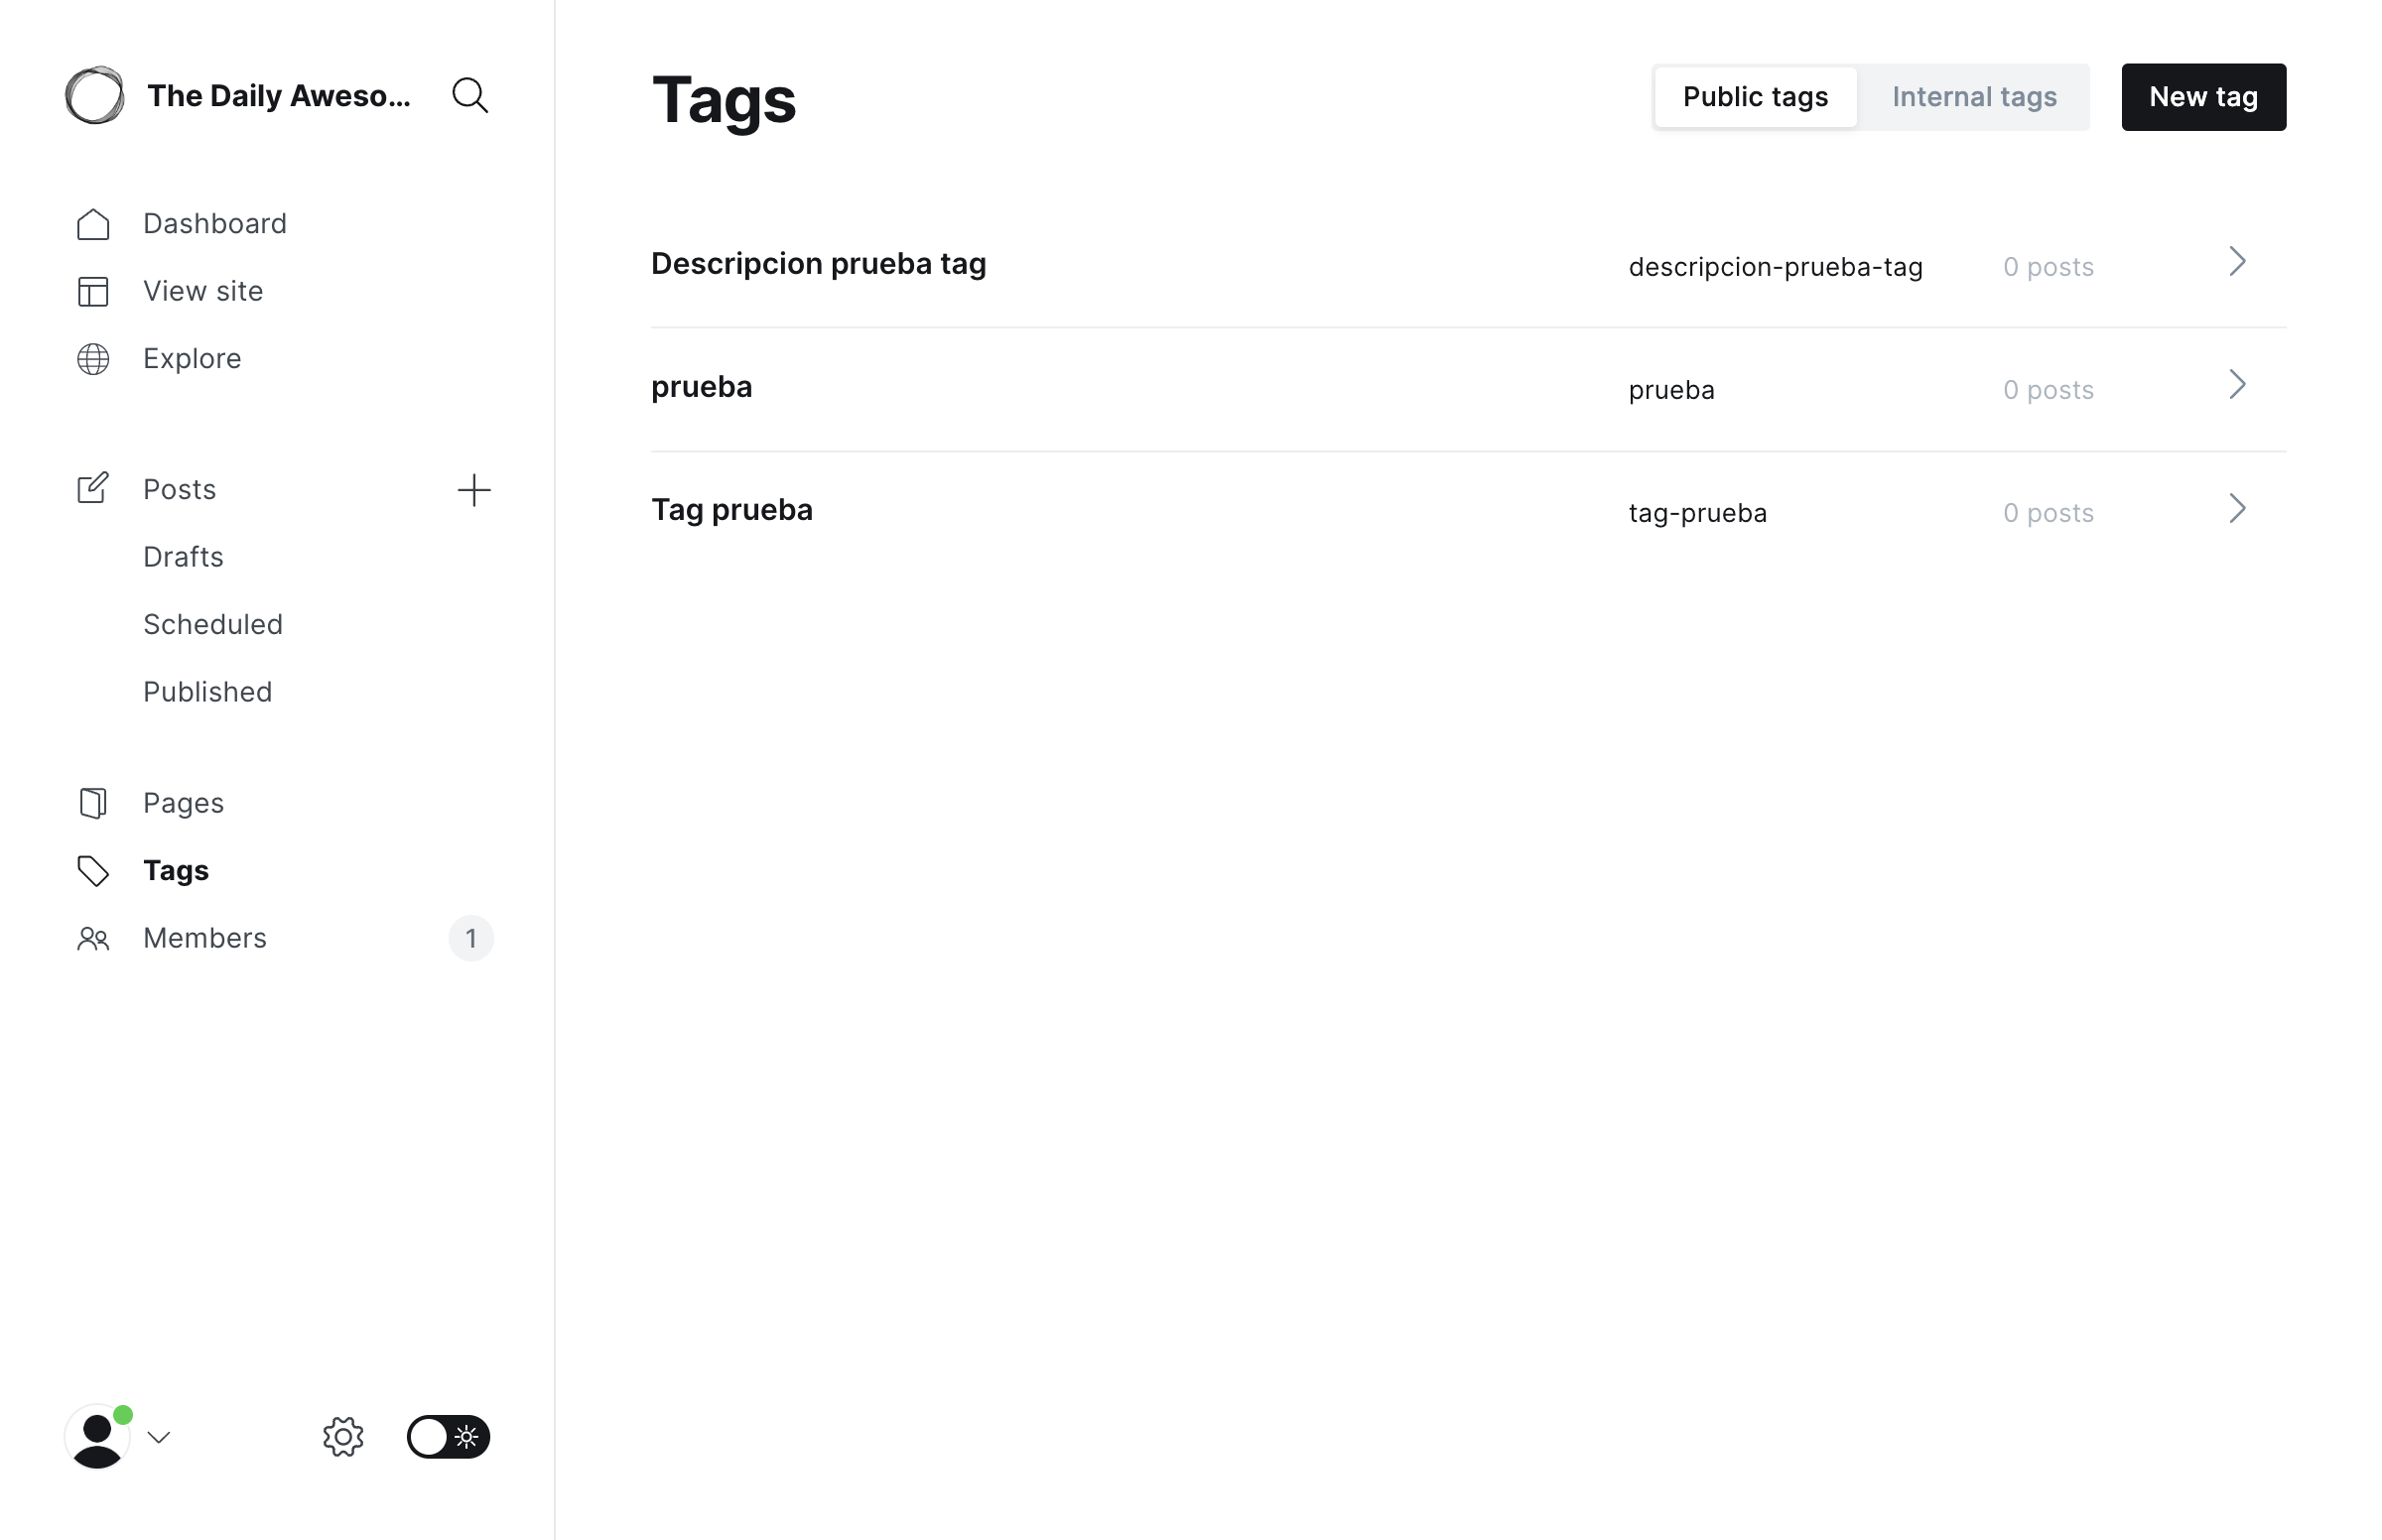 The Daily Aweso...
Dashboard
View site
Explore
Posts
Drafts
Scheduled
Published
Pages
Tags
Members 1
Tags
Public tags Internal tags New tag
Descripcion prueba tag descripcion-prueba-tag 0 posts
prueba prueba 0 posts
Tag prueba tag-prueba 0 posts